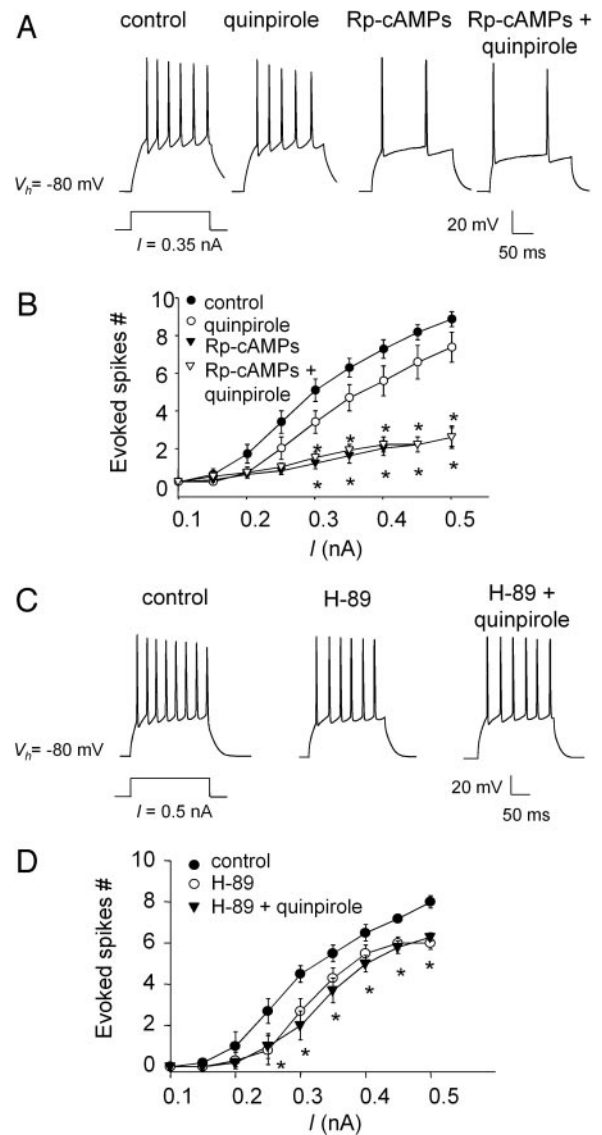 A
control quinpirole Rp-cAMPs Rp-cAMPs + quinpirole
Vh= -80 mV
I = 0.35 nA
20 mV
50 ms
B
Evoked spikes #
10
8
6
4
2
0
control
quinpirole
Rp-cAMPs
Rp-cAMPs + quinpirole
* * * * *
* * * * *
0.1 0.2 0.3 0.4 0.5
I (nA)
C
control H-89 H-89 + quinpirole
Vh= -80 mV
I = 0.5 nA
20 mV
50 ms
D
Evoked spikes #
10
8
6
4
2
0
control
H-89
H-89 + quinpirole
* * * * * *
0.1 0.2 0.3 0.4 0.5
I (nA)